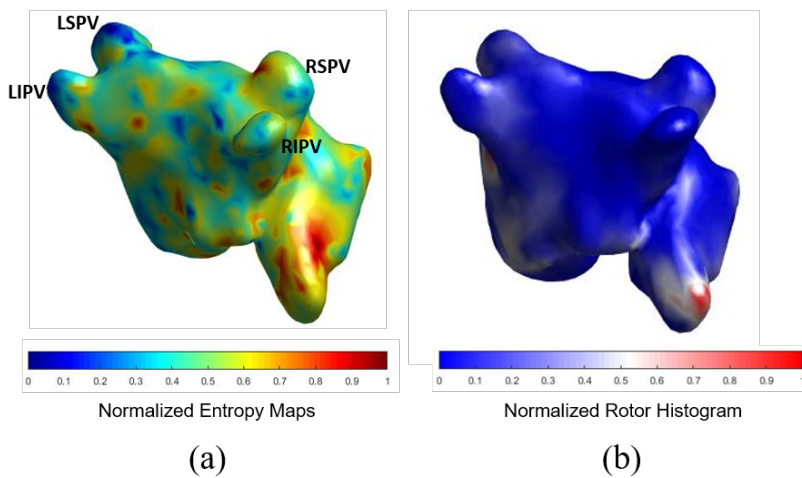 LSPV
RSPV
LIPV
RIPV
0 0.1 0.2 0.3 0.4 0.5 0.6 0.7 0.8 0.9 1
0 0.1 0.2 0.3 0.4 0.5 0.6 0.7 0.8 0.9
Normalized Entropy Maps
Normalized Rotor Histogram
(a)
(b)